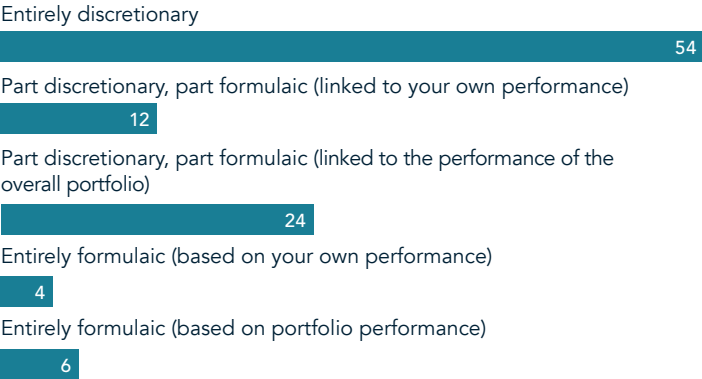 Entirely discretionary
54
Part discretionary, part formulaic (linked to your own performance)
12
Part discretionary, part formulaic (linked to the performance of the
overall portfolio)
24
Entirely formulaic (based on your own performance)
4
Entirely formulaic (based on portfolio performance)
6